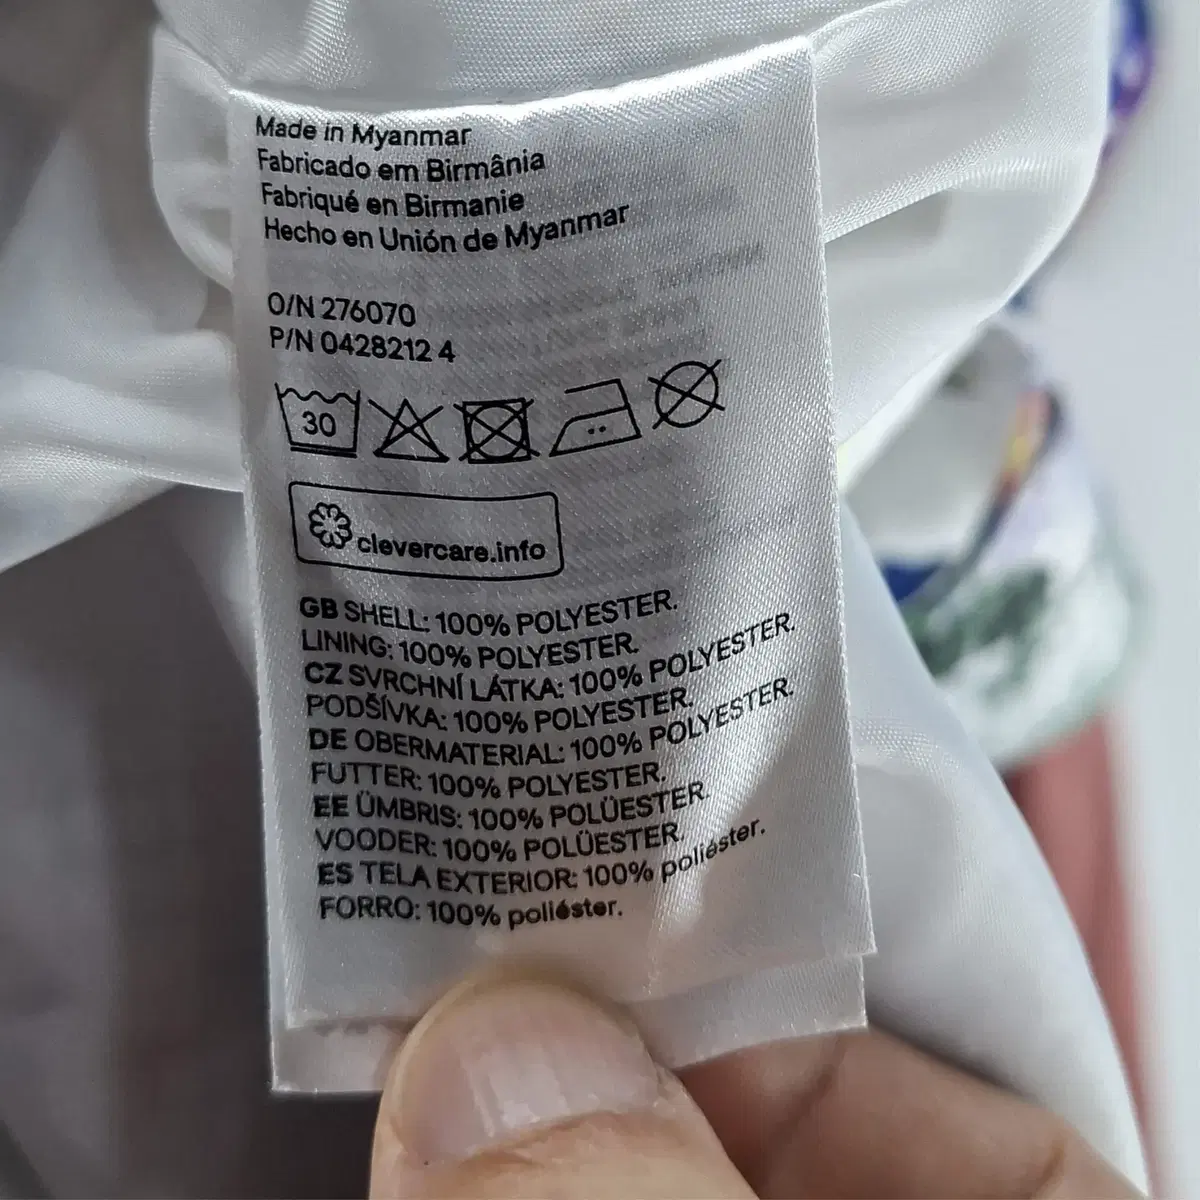 Made in Myanmar
Fabricado em Birmânia
Fabriqué en Birmanie
Hecho en Unión de Myanmar
O/N 276070
P/N 0428212 4
30
clevercare.info
GB SHELL: 100% POLYESTER.
LINING: 100% POLYESTER.
CZ SVRCHNÍ LÁTKA: 100% POLYESTER.
PODŠÍVKA: 100% POLYESTER.
DE OBERMATERIAL: 100% POLYESTER.
FUTTER: 100% POLYESTER.
EE ÜMBRIS: 100% POLÜESTER.
VOODER: 100% POLÜESTER.
ES TELA EXTERIOR: 100% poliéster.
FORRO: 100% poliéster.